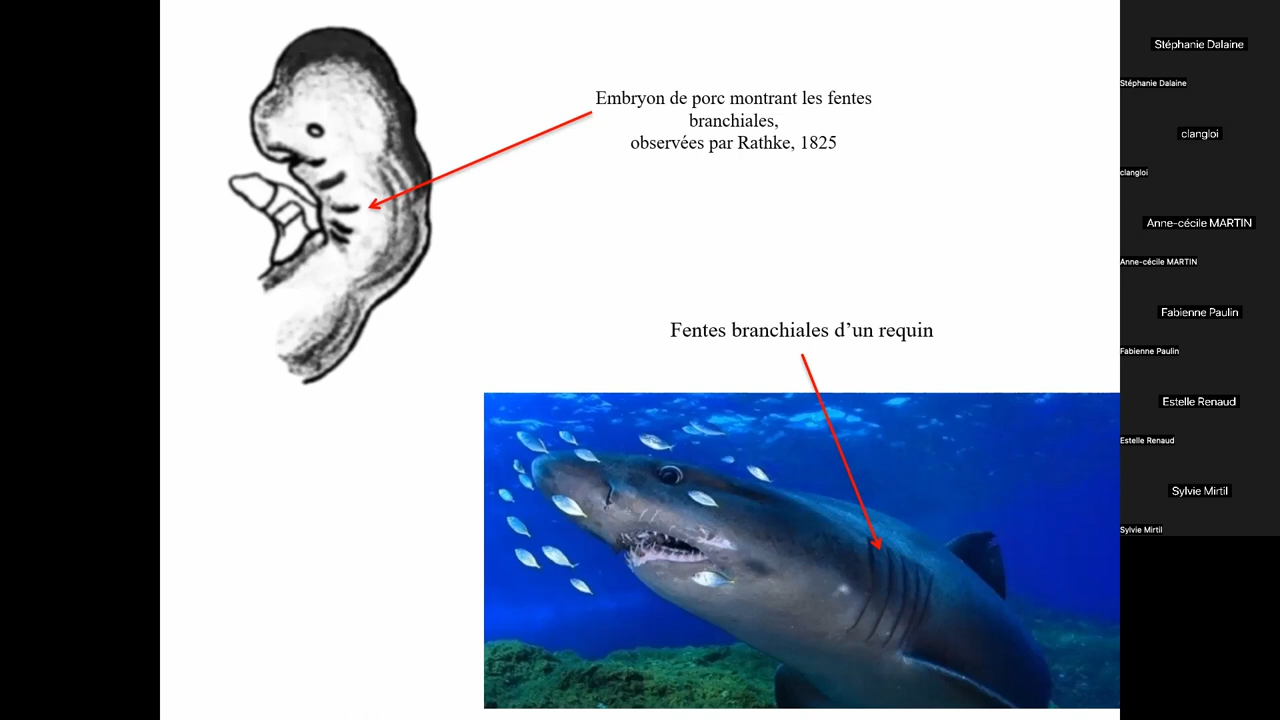 Embryon de porc montrant les fentes
branchiales,
observées par Rathke, 1825
Fentes branchiales d’un requin
Stéphanie Dalaine
Stéphanie Dalaine
clangloi
clangloi
Anne-cécile MARTIN
Anne-cécile MARTIN
Fabienne Paulin
Fabienne Paulin
Estelle Renaud
Estelle Renaud
Sylvie Mirtil
Sylvie Mirtil